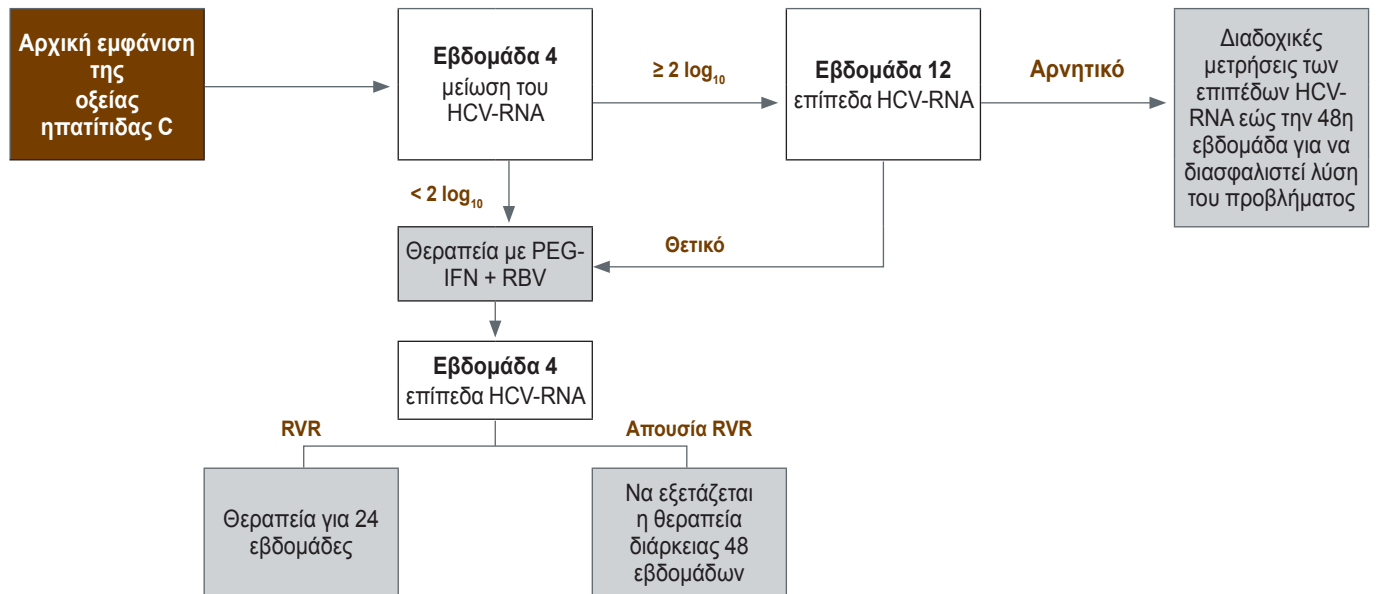 Αρχική εμφάνιση
της
οξείας
ηπατίτιδας C
Εβδομάδα 4
μείωση του
HCV-RNA
≥ 2 log₁₀
Εβδομάδα 12
επίπεδα HCV-RNA
Αρνητικό
Διαδοχικές
μετρήσεις των
επιπέδων HCV-
RNA εώς την 48η
εβδομάδα για να
διασφαλιστεί λύση
του προβλήματος
< 2 log₁₀
Θετικό
Θεραπεία με PEG-
IFN + RBV
Εβδομάδα 4
επίπεδα HCV-RNA
RVR
Απουσία RVR
Θεραπεία για 24
εβδομάδες
Να εξετάζεται
η θεραπεία
διάρκειας 48
εβδομάδων